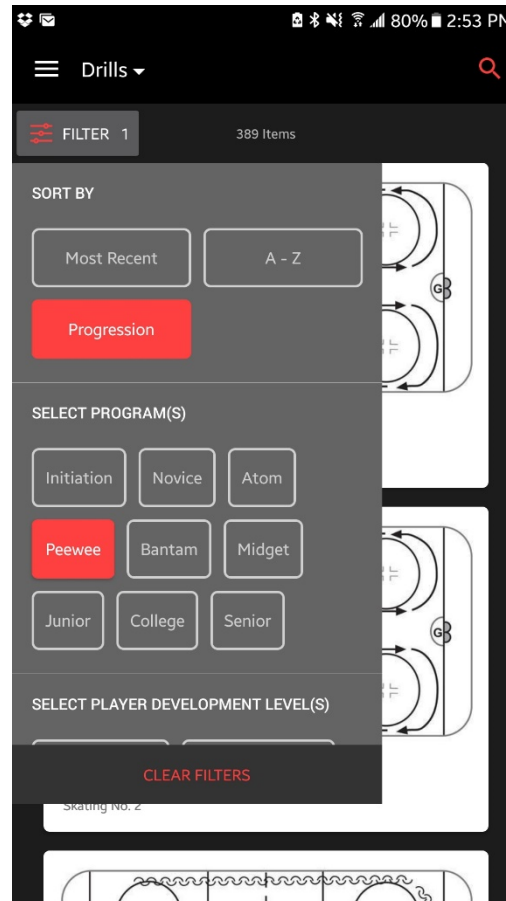 80% 2:53 PM
Drills
FILTER 1
389 Items
SORT BY
Most Recent A - Z
Progression
SELECT PROGRAM(S)
Initiation Novice Atom
Peewee Bantam Midget
Junior College Senior
SELECT PLAYER DEVELOPMENT LEVEL(S)
CLEAR FILTERS
Skating No. 2
G
G